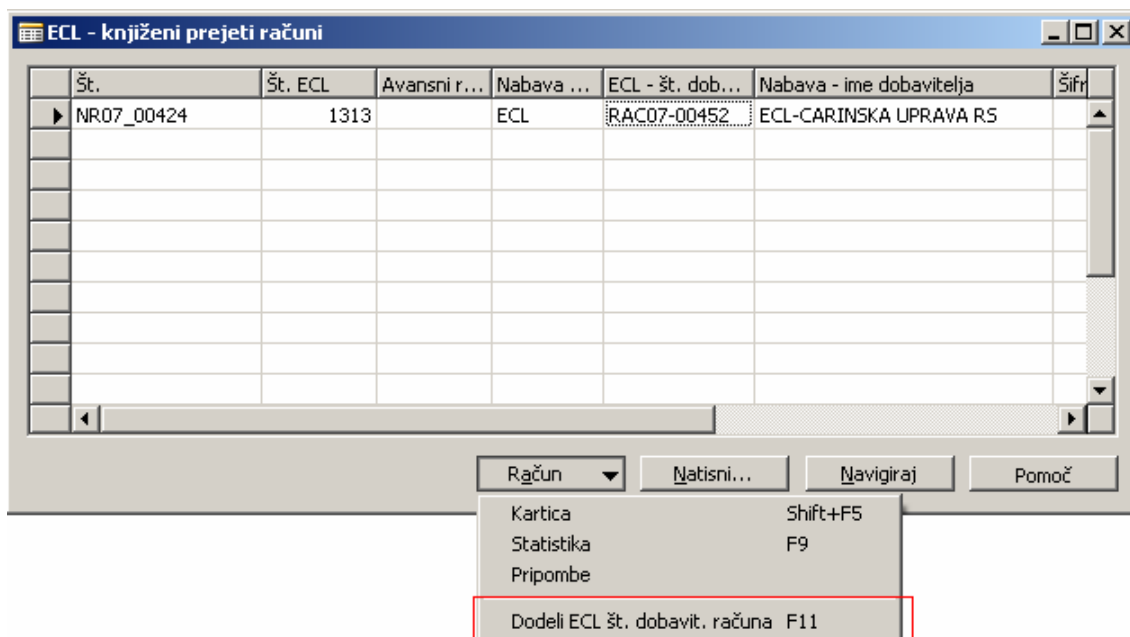 ECL - knjiženi prejeti računi
Št. Št. ECL Avansni r... Nabava ... ECL - št. dob... Nabava - ime dobavitelja Šifr
NR07_00424 1313 ECL RAC07-00452 ECL-CARINSKA UPRAVA RS
Račun Natisni... Navigiraj Pomoč
Kartica Shift+F5
Statistika F9
Pripombe
Dodeli ECL št. dobavit. računa F11